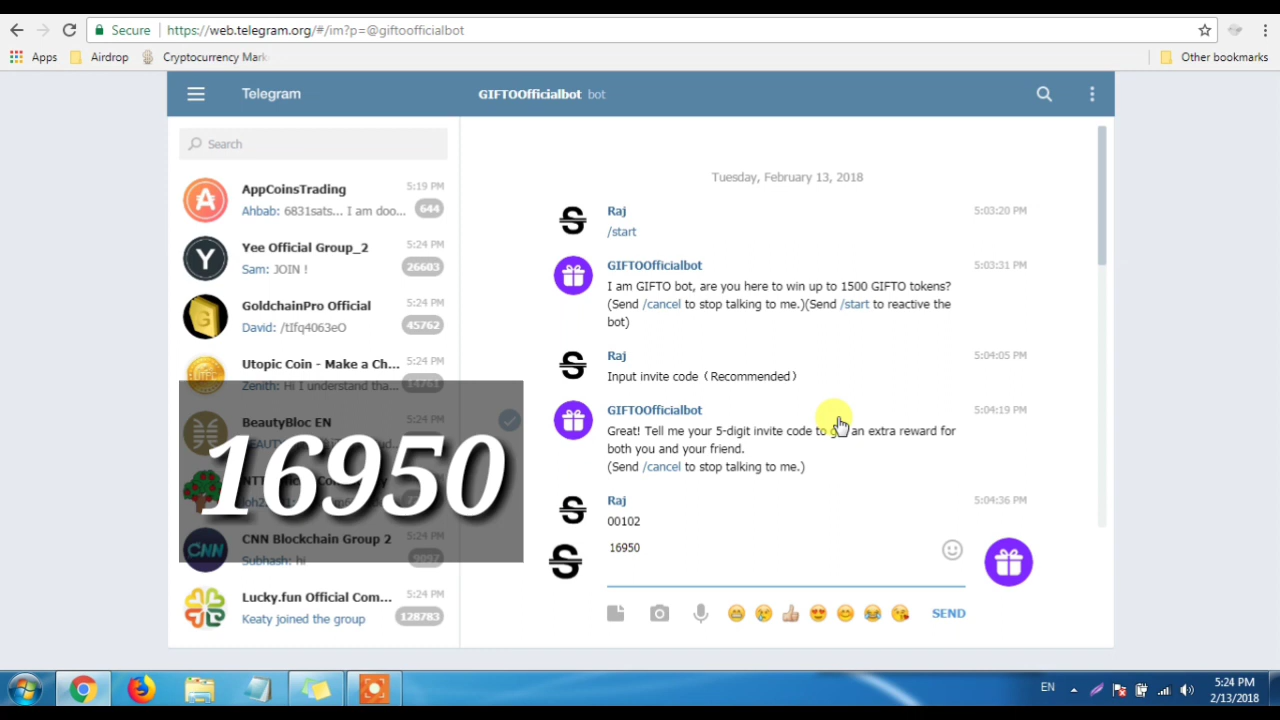 Secure
https://web.telegram.org/#/im?p=@giftoofficialbot
Apps
Airdrop
Cryptocurrency Mark
Other bookmarks
Telegram
GIFTOOfficialbot bot
Search
AppCoinsTrading 5:19 PM
Ahbab: 6831sats... I am doo... 644
Yee Official Group_2 5:24 PM
Sam: JOIN ! 26603
GoldchainPro Official 5:24 PM
David: /tIfq4063eO 45762
Utopic Coin - Make a Ch... 5:24 PM
Zenith: Hi I understand tha... 14761
BeautyBloc EN 5:24 PM
16950
5:24 PM
CNN Blockchain Group 2 5:24 PM
Subhash: hi 9097
Lucky.fun Official Com... 5:24 PM
Keaty joined the group 128783
Tuesday, February 13, 2018
Raj 5:03:20 PM
/start
GIFTOOfficialbot 5:03:31 PM
I am GIFTO bot, are you here to win up to 1500 GIFTO tokens?
(Send /cancel to stop talking to me.)(Send /start to reactive the
bot)
Raj 5:04:05 PM
Input invite code (Recommended)
GIFTOOfficialbot 5:04:19 PM
Great! Tell me your 5-digit invite code to an extra reward for
both you and your friend.
(Send /cancel to stop talking to me.)
Raj 5:04:36 PM
00102
16950
SEND
EN
5:24 PM
2/13/2018